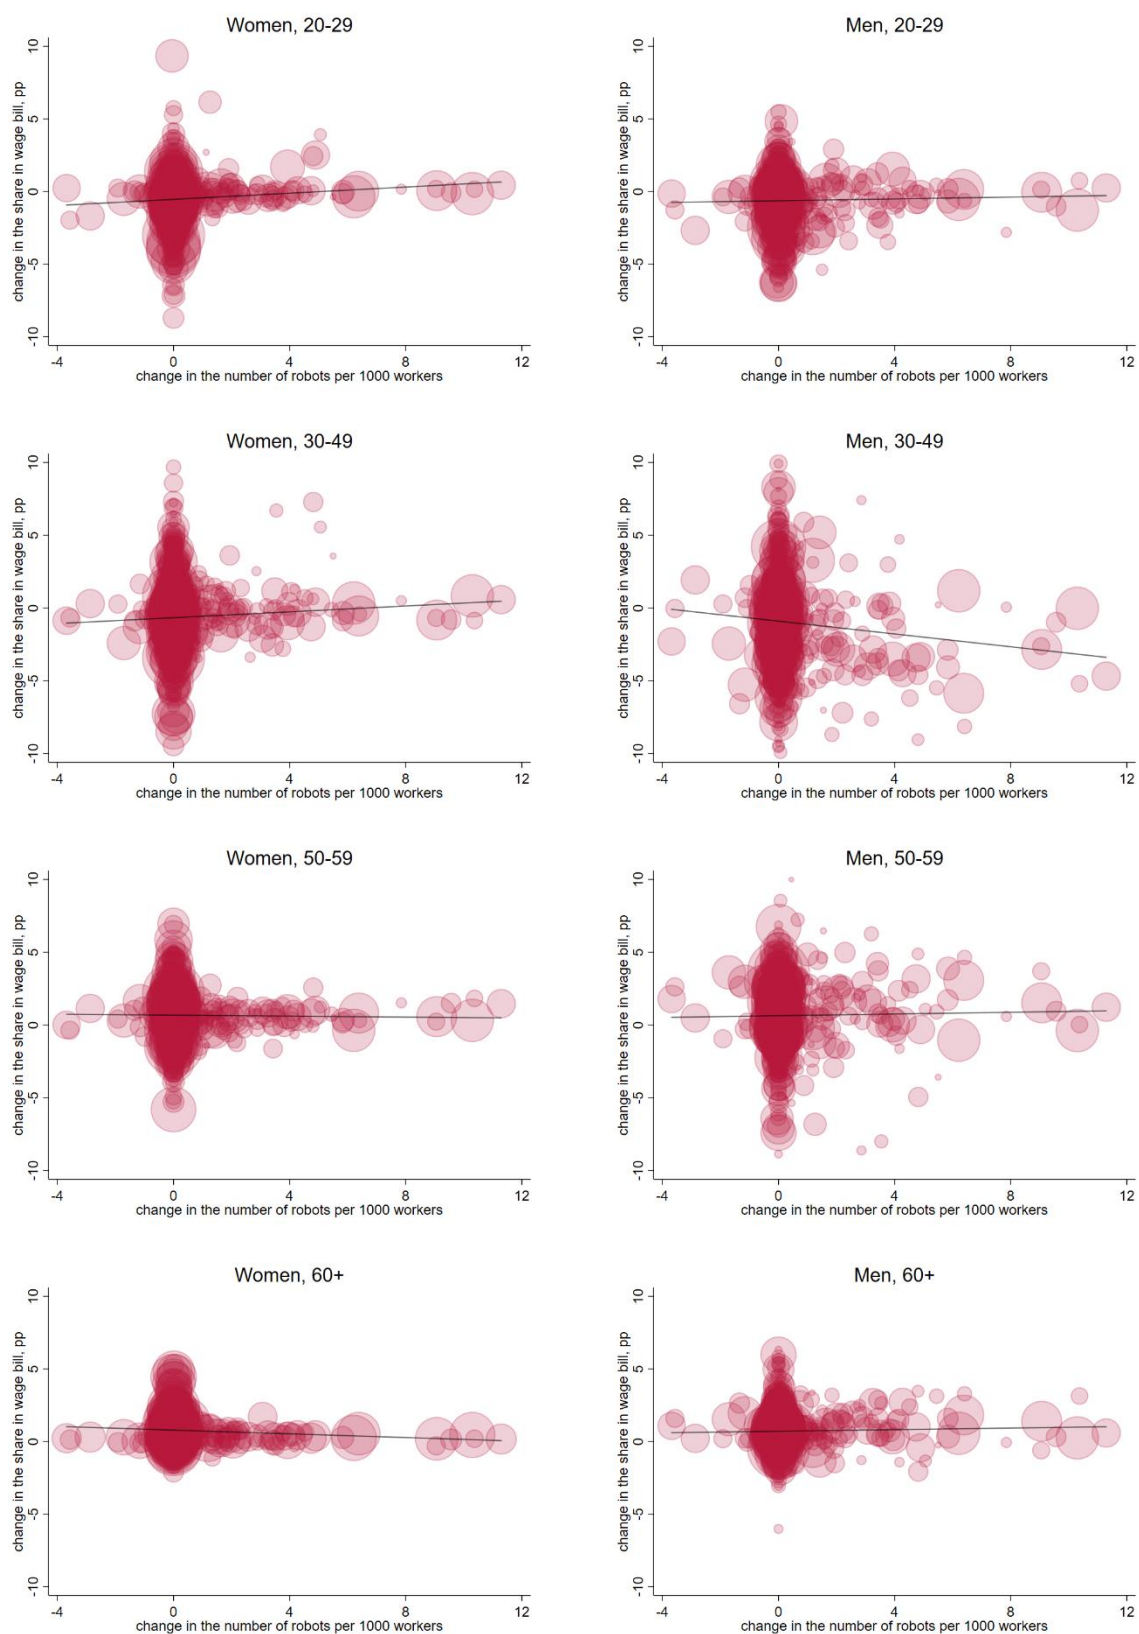 Women, 20-29
change in the share in wage bill, pp
10
5
0
-5
-10
-4 0 4 8 12
change in the number of robots per 1000 workers
Men, 20-29
change in the share in wage bill, pp
10
5
0
-5
-10
-4 0 4 8 12
change in the number of robots per 1000 workers
Women, 30-49
change in the share in wage bill, pp
10
5
0
-5
-10
-4 0 4 8 12
change in the number of robots per 1000 workers
Men, 30-49
change in the share in wage bill, pp
10
5
0
-5
-10
-4 0 4 8 12
change in the number of robots per 1000 workers
Women, 50-59
change in the share in wage bill, pp
10
5
0
-5
-10
-4 0 4 8 12
change in the number of robots per 1000 workers
Men, 50-59
change in the share in wage bill, pp
10
5
0
-5
-10
-4 0 4 8 12
change in the number of robots per 1000 workers
Women, 60+
change in the share in wage bill, pp
10
5
0
-5
-10
-4 0 4 8 12
change in the number of robots per 1000 workers
Men, 60+
change in the share in wage bill, pp
10
5
0
-5
-10
-4 0 4 8 12
change in the number of robots per 1000 workers